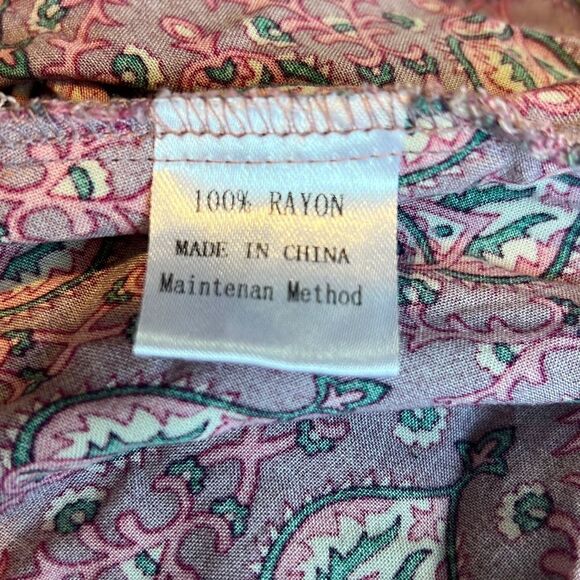 100% RAYON
MADE IN CHINA
Maintenan Method